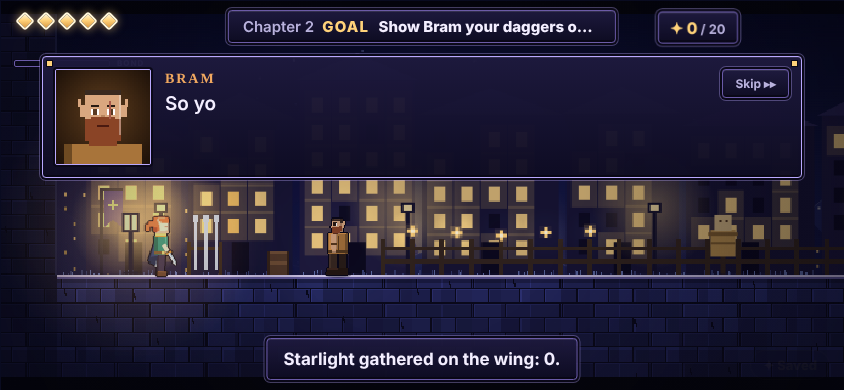 Chapter 2 GOAL Show Bram your daggers o...
0 / 20
BRAM
So yo
Skip
Starlight gathered on the wing: 0.
Saved